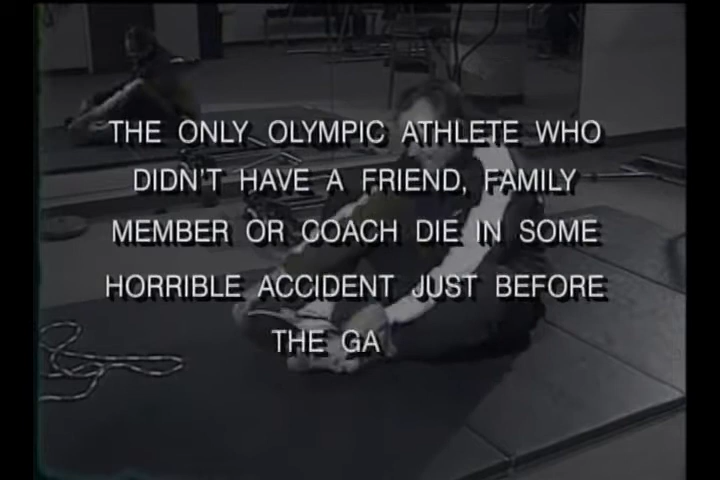 THE ONLY OLYMPIC ATHLETE WHO
DIDN'T HAVE A FRIEND, FAMILY
MEMBER OR COACH DIE IN SOME
HORRIBLE ACCIDENT JUST BEFORE
THE GA